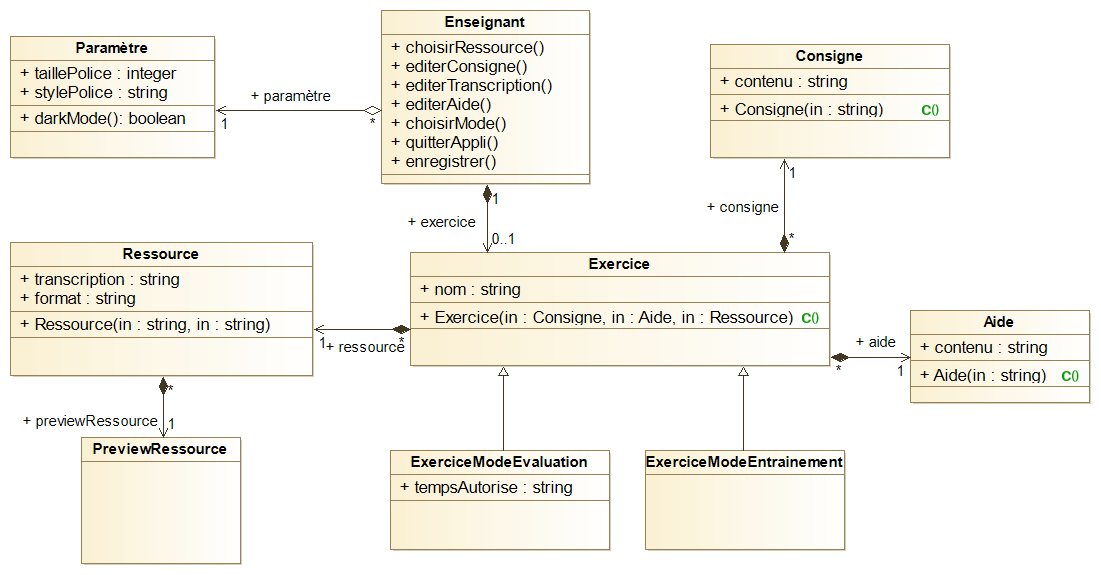 Enseignant
+ choisirRessource()
+ editerConsigne()
+ editerTranscription()
+ editerAide()
+ choisirMode()
+ quitterAppli()
+ enregistrer()
Paramètre
+ taillePolice : integer
+ stylePolice : string
+ darkMode(): boolean
+ paramètre
1
*
Consigne
+ contenu : string
+ Consigne(in : string) C()
1
+ consigne
*
1
+ exercice
0..1
Ressource
+ transcription : string
+ format : string
+ Ressource(in : string, in : string)
Exercice
+ nom : string
+ Exercice(in : Consigne, in : Aide, in : Ressource) C()
1
*
+ ressource
+ aide
*
1
Aide
+ contenu : string
+ Aide(in : string) C()
*
+ previewRessource
1
PreviewRessource
ExerciceModeEvaluation
+ tempsAutorise : string
ExerciceModeEntrainement